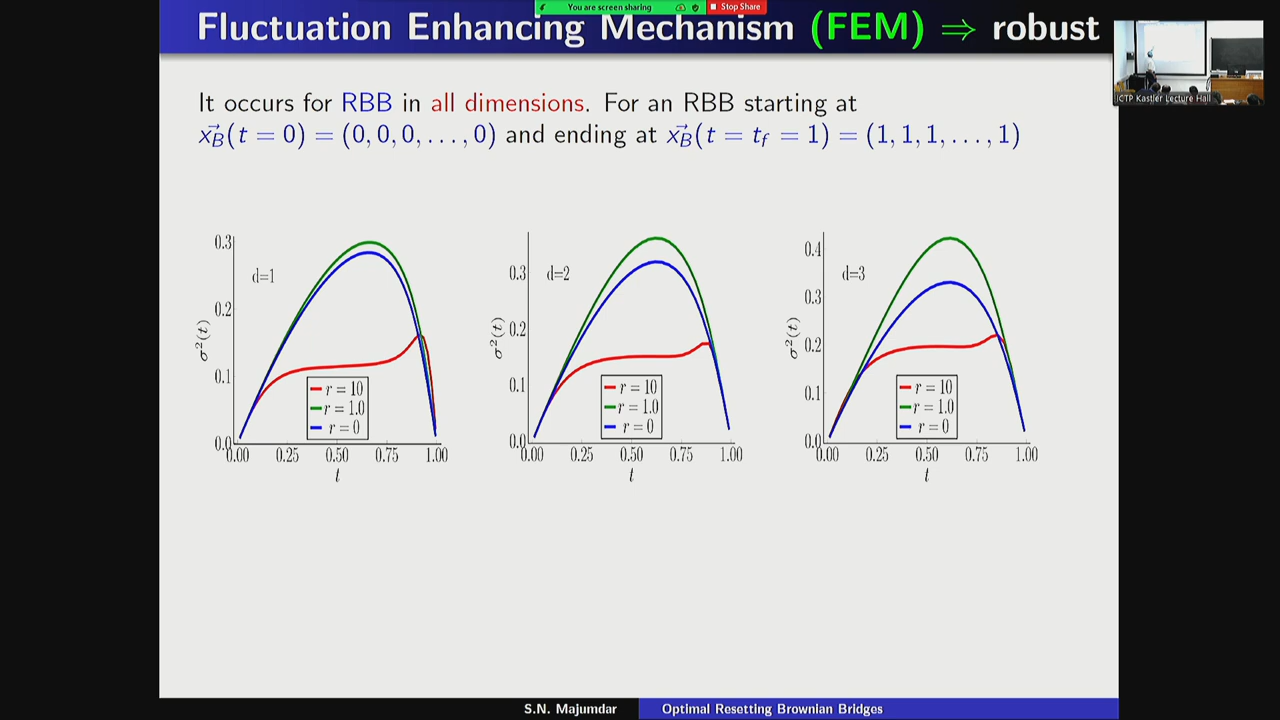 You are screen sharing
Stop Share
Fluctuation Enhancing Mechanism (FEM) ⇒ robust
ICTP Kastler Lecture Hall
It occurs for RBB in all dimensions. For an RBB starting at
x⃗_B(t = 0) = (0, 0, 0, …, 0) and ending at x⃗_B(t = t_f = 1) = (1, 1, 1, …, 1)
0.3
0.2
0.1
0.0
σ²(t)
d=1
r = 10
r = 1.0
r = 0
0.00 0.25 0.50 0.75 1.00
t
0.3
0.2
0.1
0.0
σ²(t)
d=2
r = 10
r = 1.0
r = 0
0.00 0.25 0.50 0.75 1.00
t
0.4
0.3
0.2
0.1
0.0
σ²(t)
d=3
r = 10
r = 1.0
r = 0
0.00 0.25 0.50 0.75 1.00
t
S.N. Majumdar
Optimal Resetting Brownian Bridges